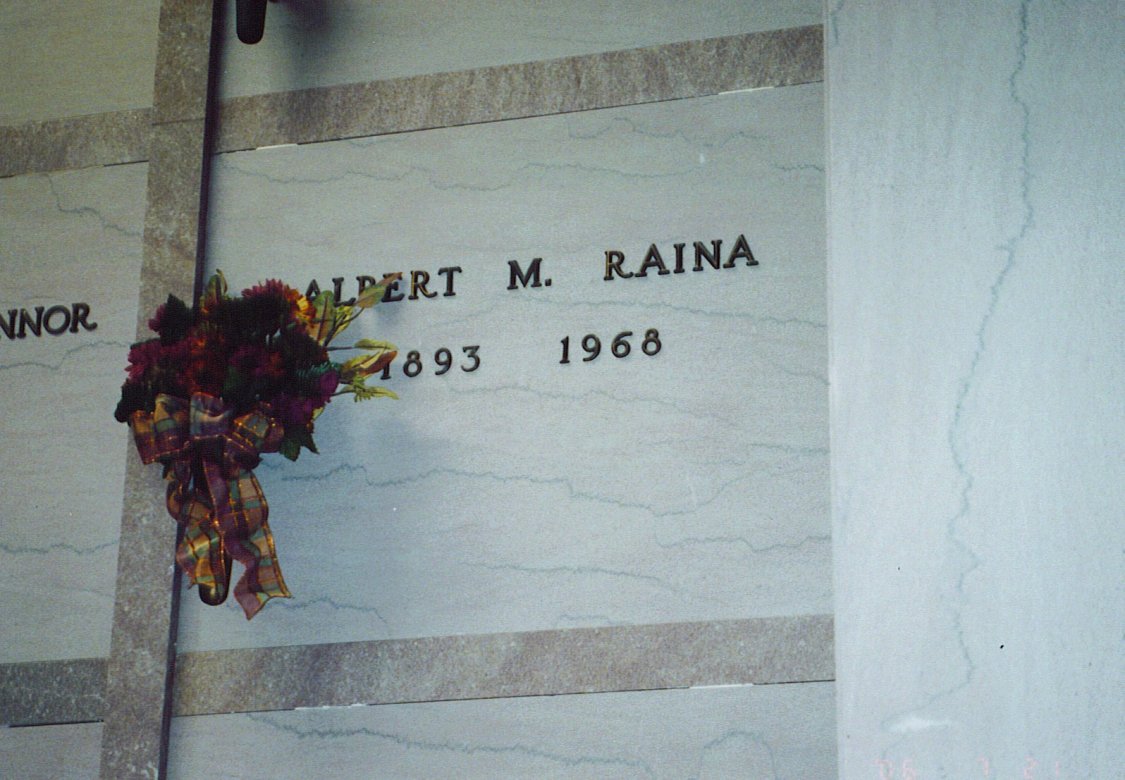 ALBERT M. RAINA
1893 1968
NNOR